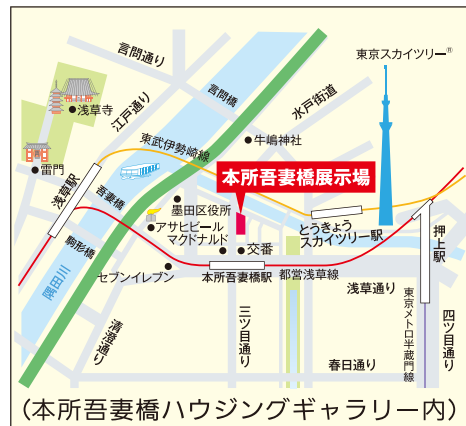 言問通り
東京スカイツリー®
江戸通り
言問橋
水戸街道
浅草寺
東武伊勢崎線
牛嶋神社
雷門
浅草駅
吾妻橋
本所吾妻橋展示場
墨田区役所
アサヒビール
マクドナルド
交番
とうきょう
スカイツリー駅
押上駅
駒形橋
セブンイレブン
本所吾妻橋駅
都営浅草線
隅田川
浅草通り
清澄通り
三ツ目通り
東京メトロ半蔵門線
四ツ目通り
春日通り
(本所吾妻橋ハウジングギャラリー内)